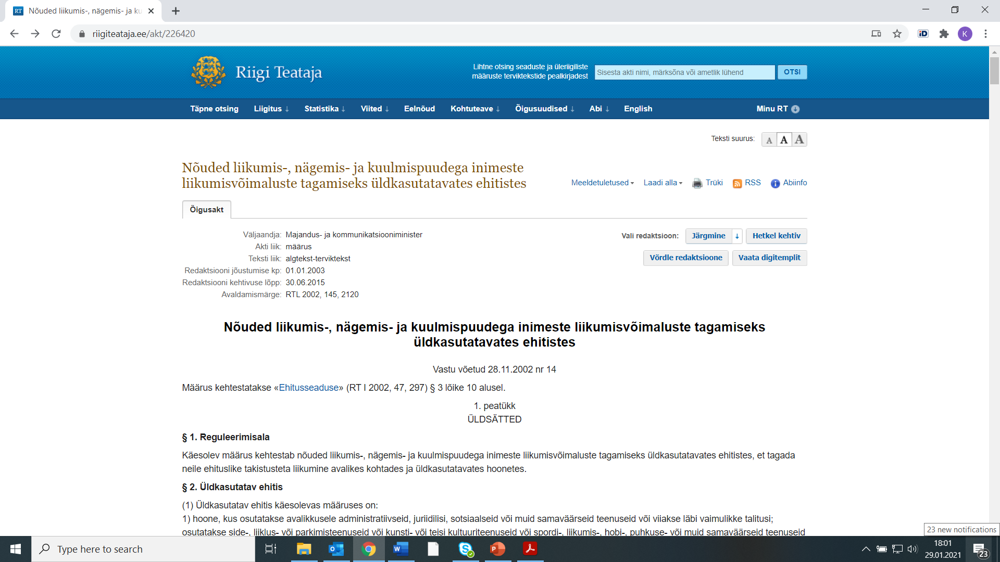 RT Nõuded liikumis-, nägemis- ja ku
riigiteataja.ee/akt/226420
iD
K
Riigi Teataja
Lihtne otsing seaduste ja üleriigiliste
määruste terviktekstide pealkirjadest
Sisesta akti nimi, märksõna või ametlik lühend
OTSI
Täpne otsing Liigitus ↓ Statistika ↓ Viited ↓ Eelnõud Kohtuteave ↓ Õigusuudised ↓ Abi ↓ English Minu RT
Teksti suurus: A A A
Nõuded liikumis-, nägemis- ja kuulmispuudega inimeste
liikumisvõimaluste tagamiseks üldkasutatavates ehitistes
Meeldetuletused Laadi alla Trüki RSS Abiinfo
Õigusakt
Väljaandja: Majandus- ja kommunikatsiooniminister
Akti liik: määrus
Teksti liik: algtekst-terviktekst
Redaktsiooni jõustumise kp: 01.01.2003
Redaktsiooni kehtivuse lõpp: 30.06.2015
Avaldamismärge: RTL 2002, 145, 2120
Vali redaktsioon: Järgmine ↓ Hetkel kehtiv
Võrdle redaktsioone Vaata digitemplit
Nõuded liikumis-, nägemis- ja kuulmispuudega inimeste liikumisvõimaluste tagamiseks
üldkasutatavates ehitistes
Vastu võetud 28.11.2002 nr 14
Määrus kehtestatakse «Ehitusseaduse» (RT I 2002, 47, 297) § 3 lõike 10 alusel.
1. peatükk
ÜLDSÄTTED
§ 1. Reguleerimisala
Käesolev määrus kehtestab nõuded liikumis-, nägemis- ja kuulmispuudega inimeste liikumisvõimaluste tagamiseks üldkasutatavates ehitistes, et tagada
neile ehituslike takistusteta liikumine avalikes kohtades ja üldkasutatavates hoonetes.
§ 2. Üldkasutatav ehitis
(1) Üldkasutatav ehitis käesolevas määruses on:
1) hoone, kus osutatakse avalikkusele administratiivseid, juriidilisi, sotsiaalseid või muid samaväärseid teenuseid või viiakse läbi vaimulikke talitusi;
osutatakse side-, liiklus- või parkimisteenuseid või kunsti- või teisi kultuuriteenuseid või spordi-, liikumis-, hobi-, puhkuse- või muid samaväärseid teenuseid
23 new notifications
Type here to search
18:01
29.01.2021
23